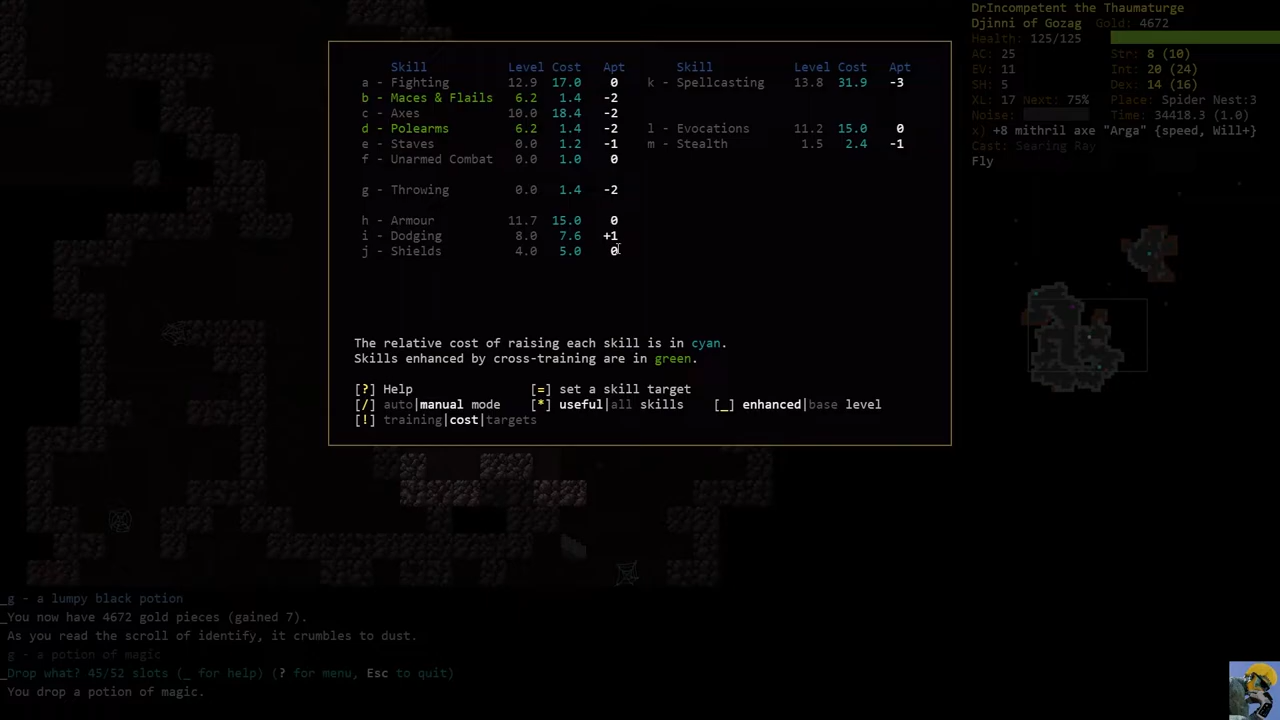 DrIncompetent the Thaumaturge
Djinni of Gozag Gold: 4672
Health: 125/125
AC: 25 Str: 8 (10)
EV: 11 Int: 20 (24)
SH: 5 Dex: 14 (16)
XL: 17 Next: 75% Place: Spider Nest:3
Noise: Time: 34418.3 (1.0)
x) +8 mithril axe "Arga" {speed, Will+}
Cast: Searing Ray
Fly
Skill Level Cost Apt Skill Level Cost Apt
a - Fighting 12.9 17.0 0 k - Spellcasting 13.8 31.9 -3
b - Maces & Flails 6.2 1.4 -2
c - Axes 10.0 18.4 -2
d - Polearms 6.2 1.4 -2 l - Evocations 11.2 15.0 0
e - Staves 0.0 1.2 -1 m - Stealth 1.5 2.4 -1
f - Unarmed Combat 0.0 1.0 0
g - Throwing 0.0 1.4 -2
h - Armour 11.7 15.0 0
i - Dodging 8.0 7.6 +1
j - Shields 4.0 5.0 0
The relative cost of raising each skill is in cyan.
Skills enhanced by cross-training are in green.
[?] Help [=] set a skill target
[/] auto|manual mode [*] useful|all skills [_] enhanced|base level
[!] training|cost|targets
_g - a lumpy black potion
_You now have 4672 gold pieces (gained 7).
As you read the scroll of identify, it crumbles to dust.
g - a potion of magic
_Drop what? 45/52 slots (_ for help) (? for menu, Esc to quit)
You drop a potion of magic.